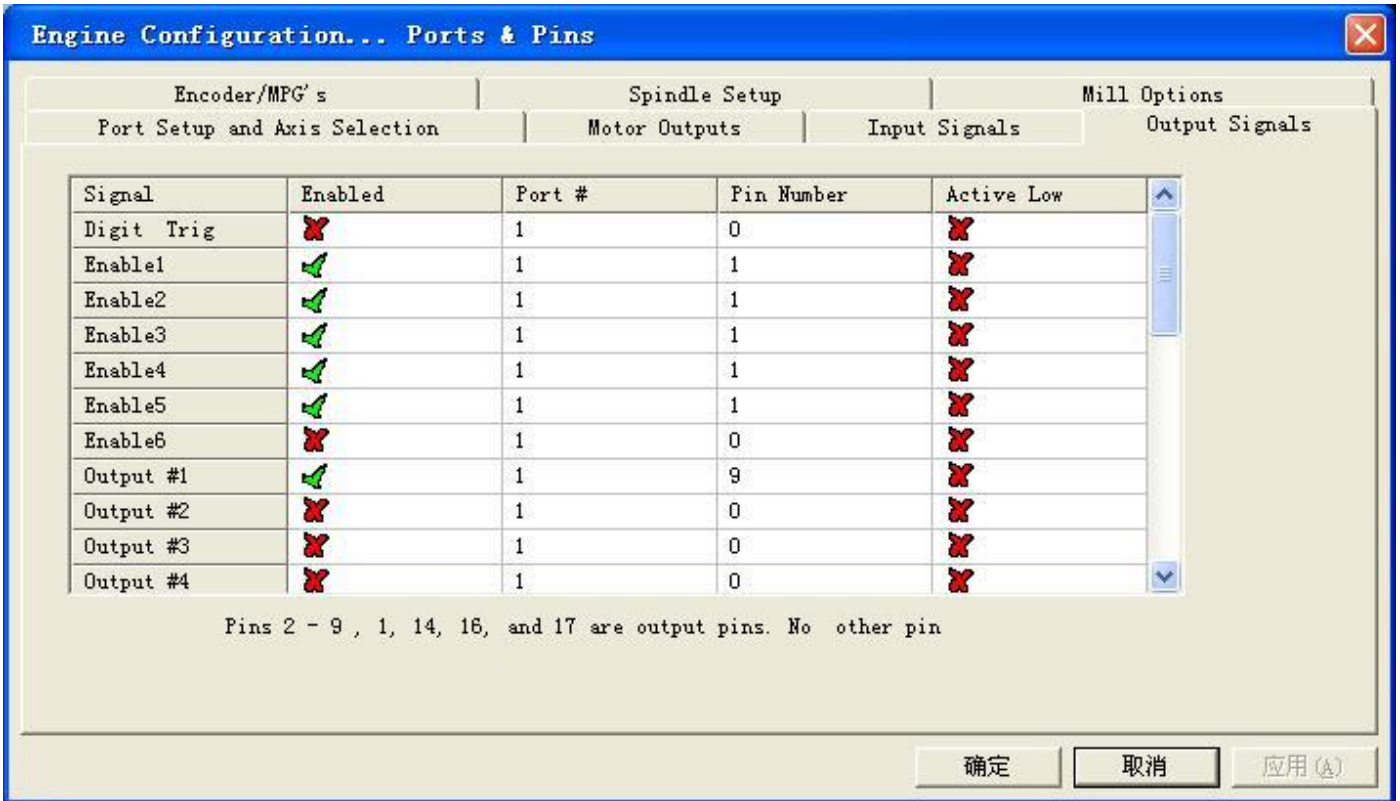 Engine Configuration... Ports & Pins
Encoder/MPG's Spindle Setup Mill Options
Port Setup and Axis Selection Motor Outputs Input Signals Output Signals
Signal Enabled Port # Pin Number Active Low
Digit Trig 1 0
Enable1 1 1
Enable2 1 1
Enable3 1 1
Enable4 1 1
Enable5 1 1
Enable6 1 0
Output #1 1 9
Output #2 1 0
Output #3 1 0
Output #4 1 0
Pins 2 - 9 , 1, 14, 16, and 17 are output pins. No other pin
确定 取消 应用(A)